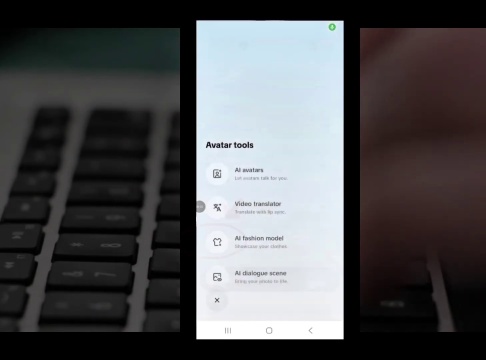 Avatar tools
AI avatars
Let avatars talk for you.
Video translator
Translate with lip sync.
AI fashion model
Showcase your clothes.
AI dialogue scene
Bring your photo to life.